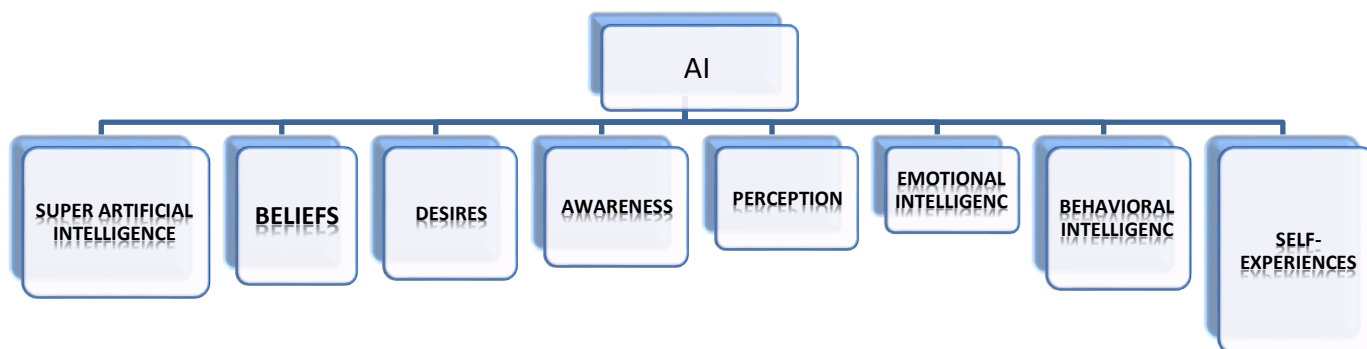 AI
SUPER ARTIFICIAL
INTELLIGENCE
BELIEFS
DESIRES
AWARENESS
PERCEPTION
EMOTIONAL
INTELLIGENC
BEHAVIORAL
INTELLIGENC
SELF-
EXPERIENCES